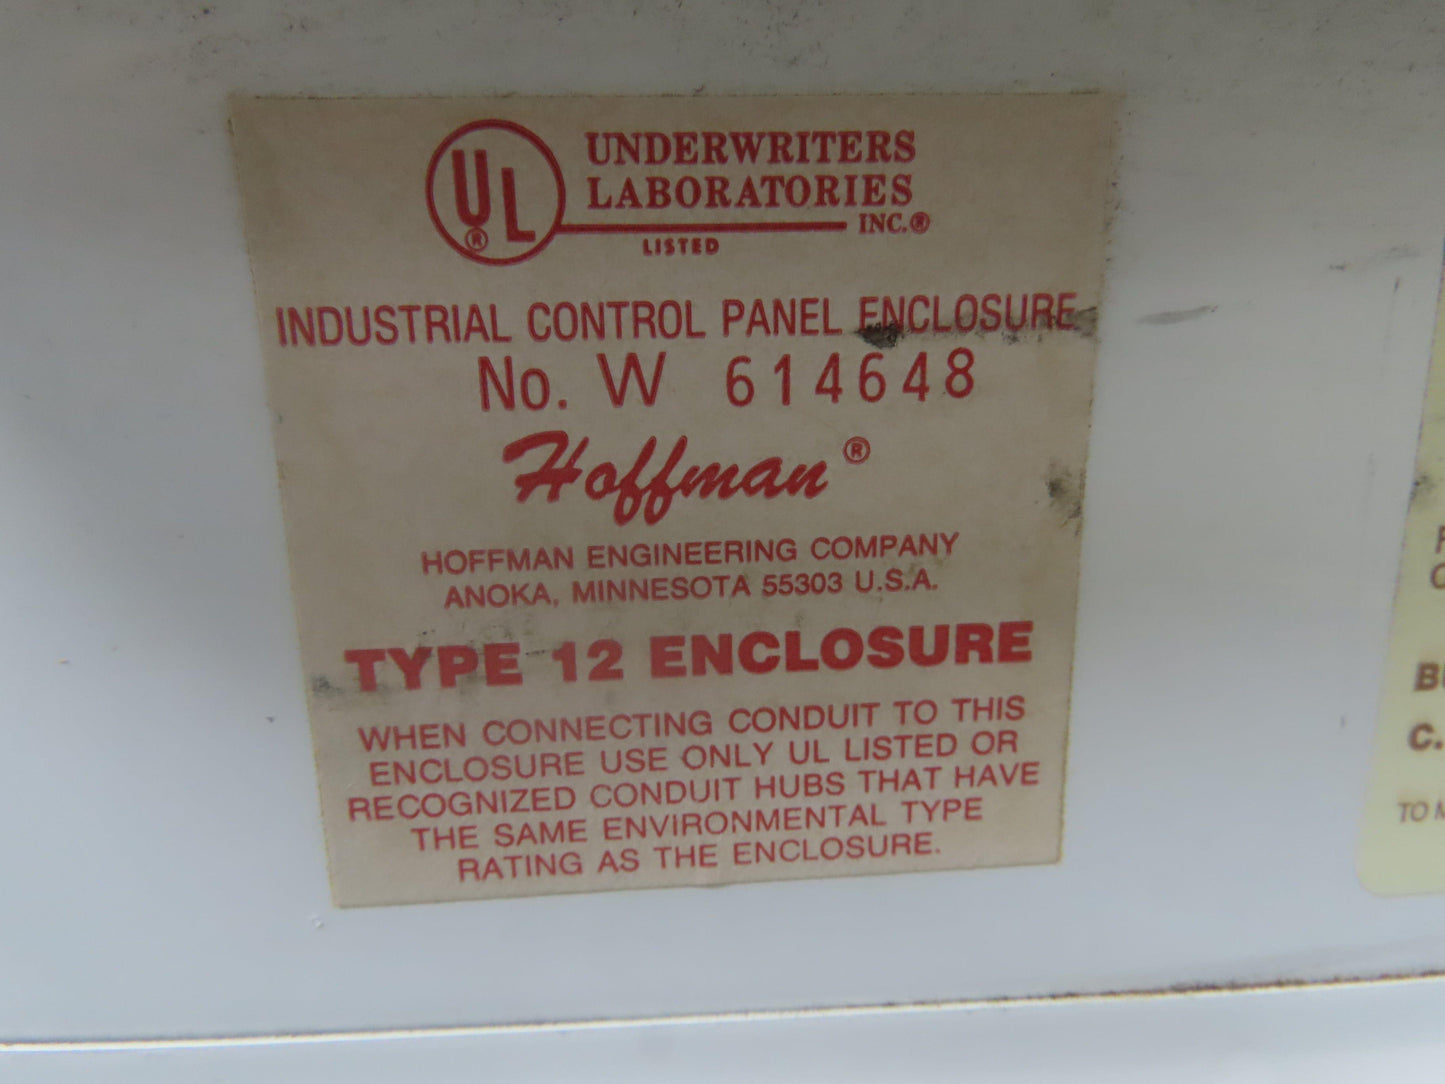 UL®
UNDERWRITERS
LABORATORIES
INC.®
LISTED
INDUSTRIAL CONTROL PANEL ENCLOSURE
No. W 614648
Hoffman®
HOFFMAN ENGINEERING COMPANY
ANOKA, MINNESOTA 55303 U.S.A.
TYPE 12 ENCLOSURE
WHEN CONNECTING CONDUIT TO THIS
ENCLOSURE USE ONLY UL LISTED OR
RECOGNIZED CONDUIT HUBS THAT HAVE
THE SAME ENVIRONMENTAL TYPE
RATING AS THE ENCLOSURE.
C.
TO